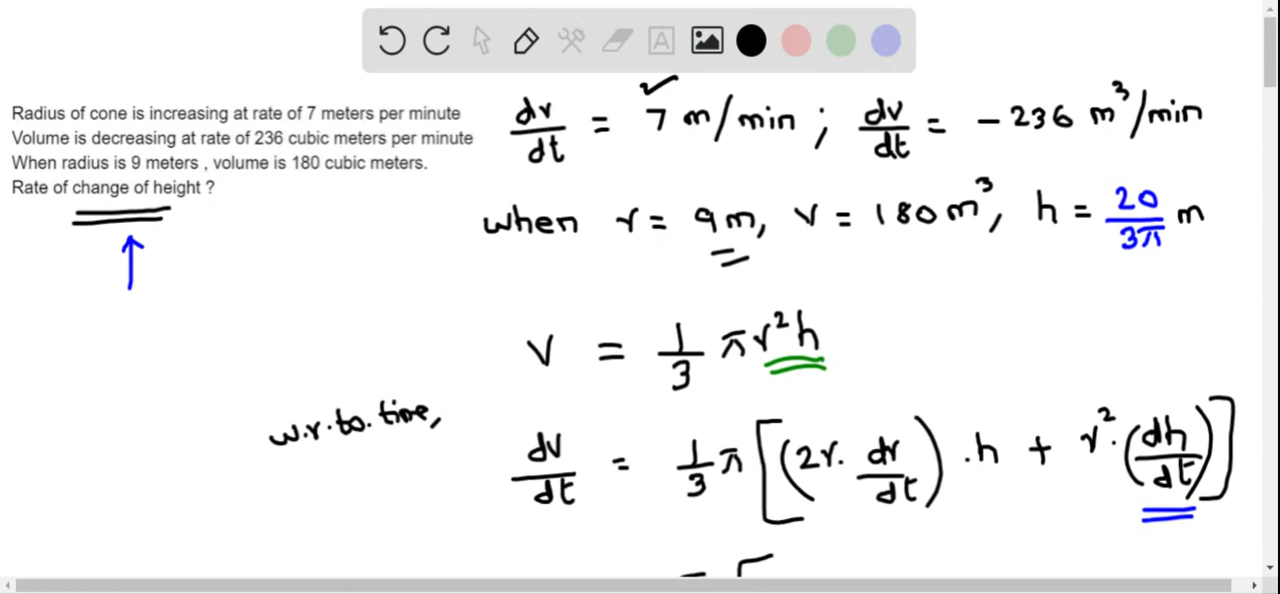 Radius of cone is increasing at rate of 7 meters per minute
Volume is decreasing at rate of 236 cubic meters per minute
When radius is 9 meters , volume is 180 cubic meters.
Rate of change of height ?
dr/dt = 7 m/min ; dv/dt = - 236 m³/min
when r = 9m, v = 180m³, h = 20/3π m
V = 1/3 πr²h
w.r.to.time,
dv/dt = 1/3 π [(2r. dr/dt) .h + r². (dh/dt)]